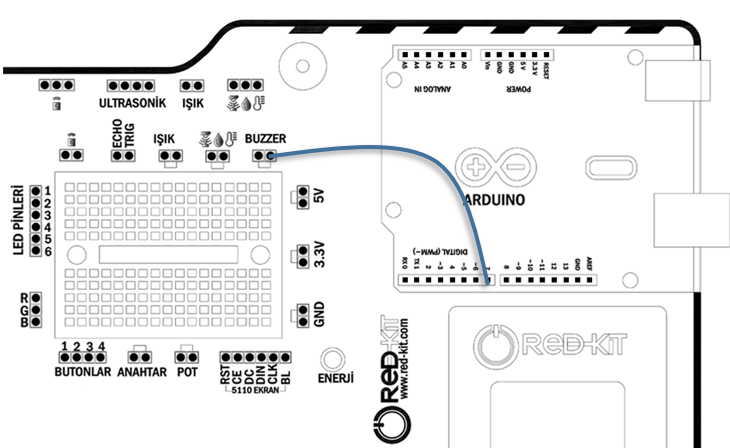 ULTRASONİK
IŞIK
ECHO
TRIG
IŞIK
BUZZER
LED PİNLERİ
1
2
3
4
5
6
R
G
B
5V
3.3V
GND
1 2 3 4
BUTONLAR
ANAHTAR
POT
RST
CE
DC
DIN
CLK
BL
5110 EKRAN
ENERJİ
A5
A4
A3
A2
A1
A0
ANALOG IN
Vin
GND
GND
5 V
3.3 V
RESET
POWER
ARDUINO
DIGITAL (PWM ~)
RX 0
TX 1
2
~3
4
~5
~6
7
8
~9
~10
~11
12
13
GND
AREF
RED-KIT
www.red-kit.com
RED-KIT